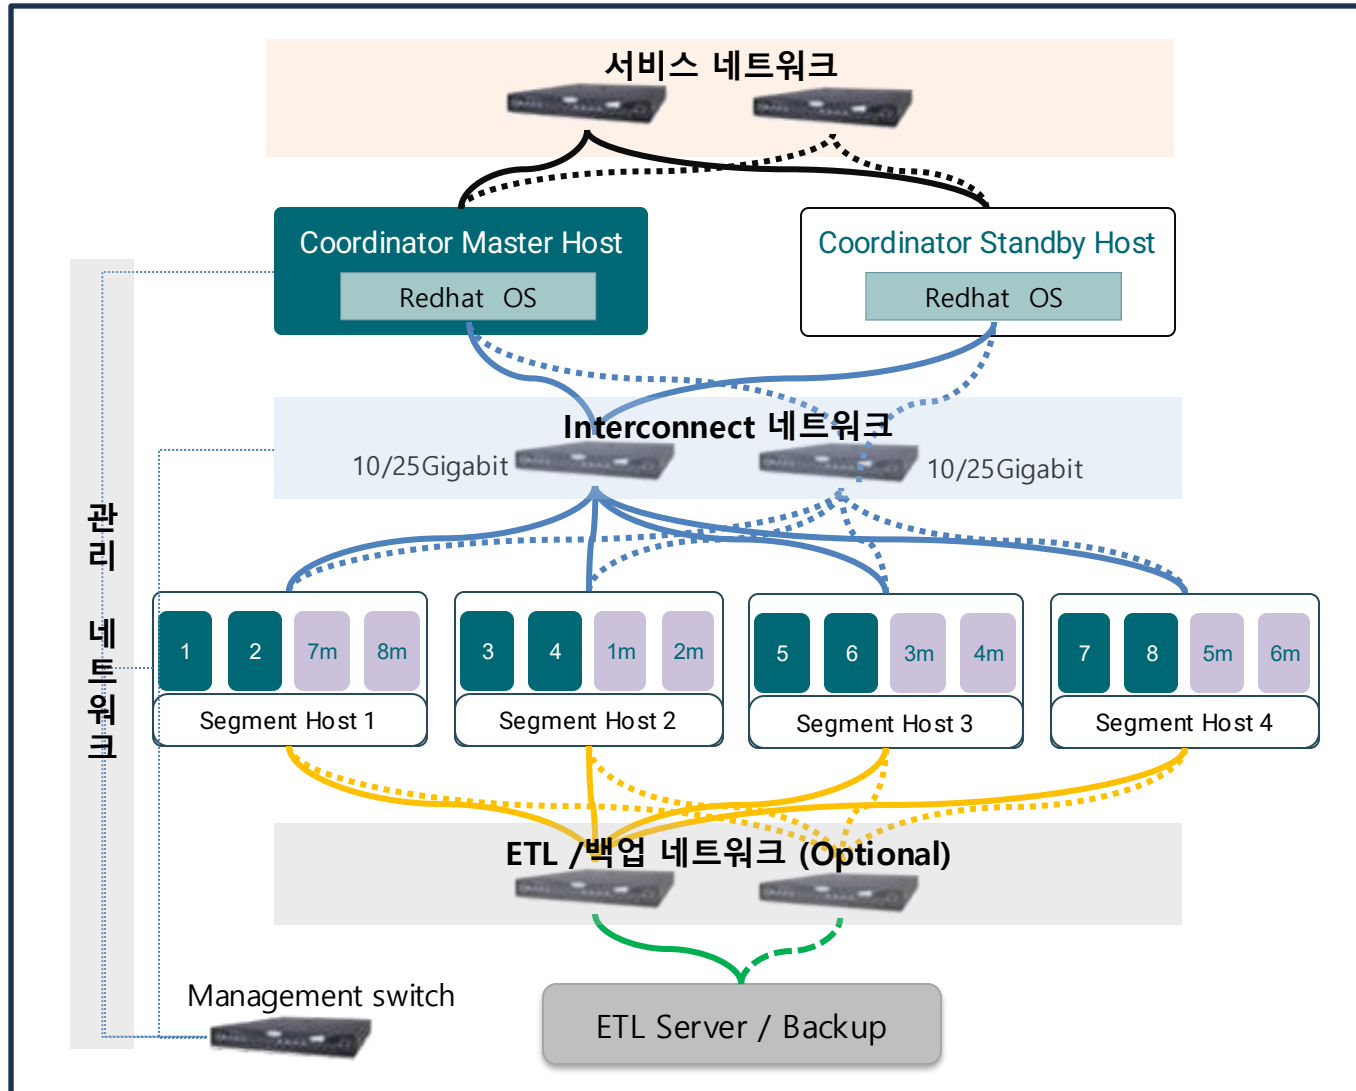 서비스 네트워크
Coordinator Master Host
Coordinator Standby Host
Redhat OS
Redhat OS
Interconnect 네트워크
10/25Gigabit
10/25Gigabit
관리 네트워크
1 2 7m 8m
3 4 1m 2m
5 6 3m 4m
7 8 5m 6m
Segment Host 1
Segment Host 2
Segment Host 3
Segment Host 4
ETL /백업 네트워크 (Optional)
Management switch
ETL Server / Backup